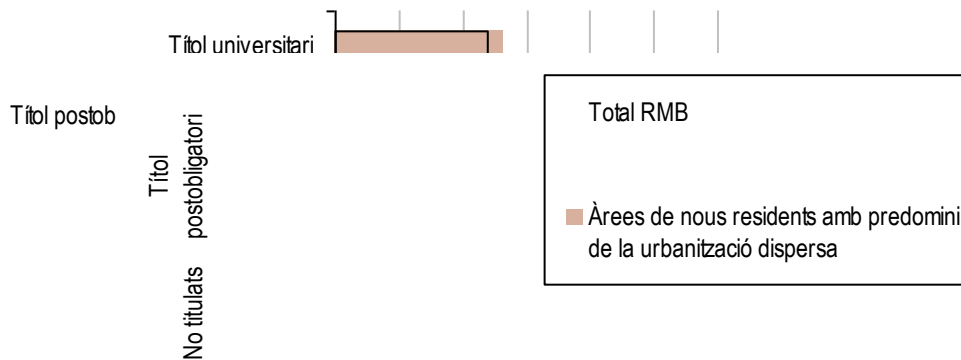 Títol universitari
Títol postob
Títol
postobligatori
No titulats
Total RMB
Àrees de nous residents amb predomini
de la urbanització dispersa